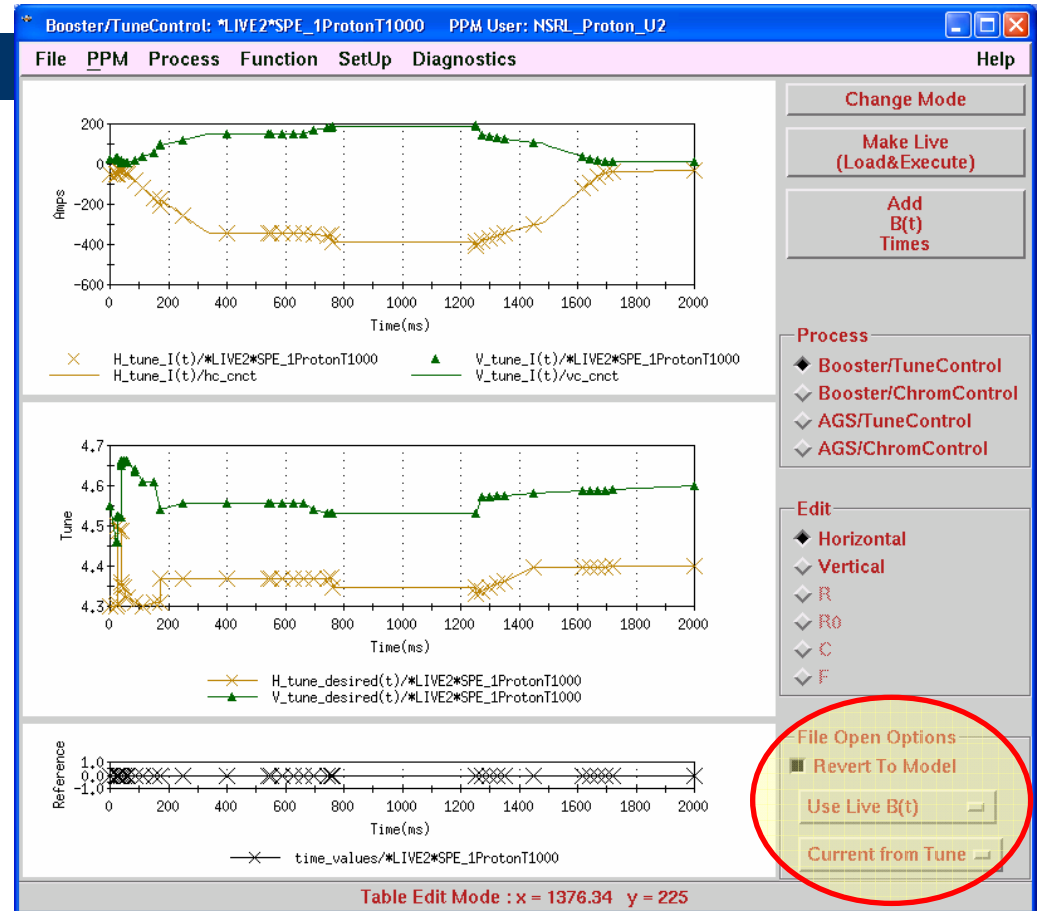 Booster/TuneControl: *LIVE2*SPE_1ProtonT1000 PPM User: NSRL_Proton_U2
File PPM Process Function SetUp Diagnostics Help
200
0
-200
-400
-600
Amps
0 200 400 600 800 1000 1200 1400 1600 1800 2000
Time(ms)
H_tune_I(t)/*LIVE2*SPE_1ProtonT1000 V_tune_I(t)/*LIVE2*SPE_1ProtonT1000
H_tune_I(t)/hc_cnct V_tune_I(t)/vc_cnct
4.7
4.6
4.5
4.4
4.3
Tune
0 200 400 600 800 1000 1200 1400 1600 1800 2000
Time(ms)
H_tune_desired(t)/*LIVE2*SPE_1ProtonT1000
V_tune_desired(t)/*LIVE2*SPE_1ProtonT1000
1.0
0.0
-1.0
Reference
0 200 400 600 800 1000 1200 1400 1600 1800 2000
Time(ms)
time_values/*LIVE2*SPE_1ProtonT1000
Change Mode
Make Live
(Load&Execute)
Add
B(t)
Times
Process
Booster/TuneControl
Booster/ChromControl
AGS/TuneControl
AGS/ChromControl
Edit
Horizontal
Vertical
R
Ro
C
F
File Open Options
Revert To Model
Use Live B(t)
Current from Tune
Table Edit Mode : x = 1376.34 y = 225